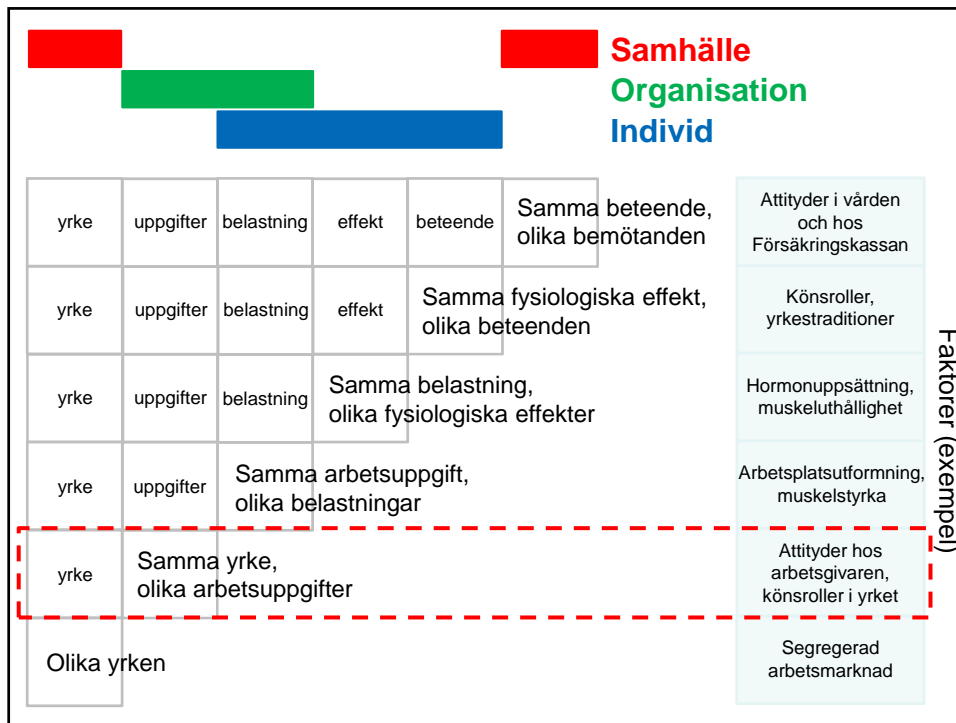 Samhälle
Organisation
Individ
yrke
uppgifter
belastning
effekt
beteende
Samma beteende,
olika bemötanden
Attityder i vården
och hos
Försäkringskassan
yrke
uppgifter
belastning
effekt
Samma fysiologiska effekt,
olika beteenden
Könsroller,
yrkestraditioner
yrke
uppgifter
belastning
Samma belastning,
olika fysiologiska effekter
Hormonuppsättning,
muskeluthållighet
yrke
uppgifter
Samma arbetsuppgift,
olika belastningar
Arbetsplatsutformning,
muskelstyrka
yrke
Samma yrke,
olika arbetsuppgifter
Attityder hos
arbetsgivaren,
könsroller i yrket
Olika yrken
Segregerad
arbetsmarknad
Faktorer (exempel)